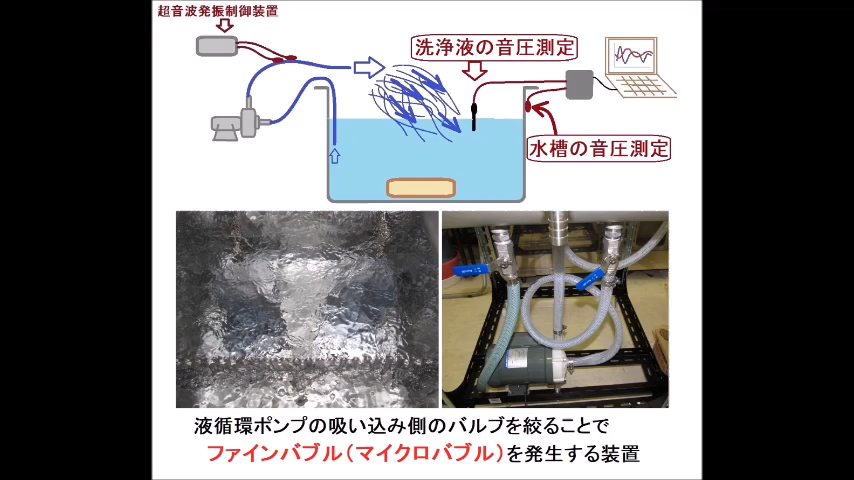 超音波発振制御装置
洗浄液の音圧測定
水槽の音圧測定
液循環ポンプの吸い込み側のバルブを絞ることで
ファインバブル（マイクロバブル）を発生する装置